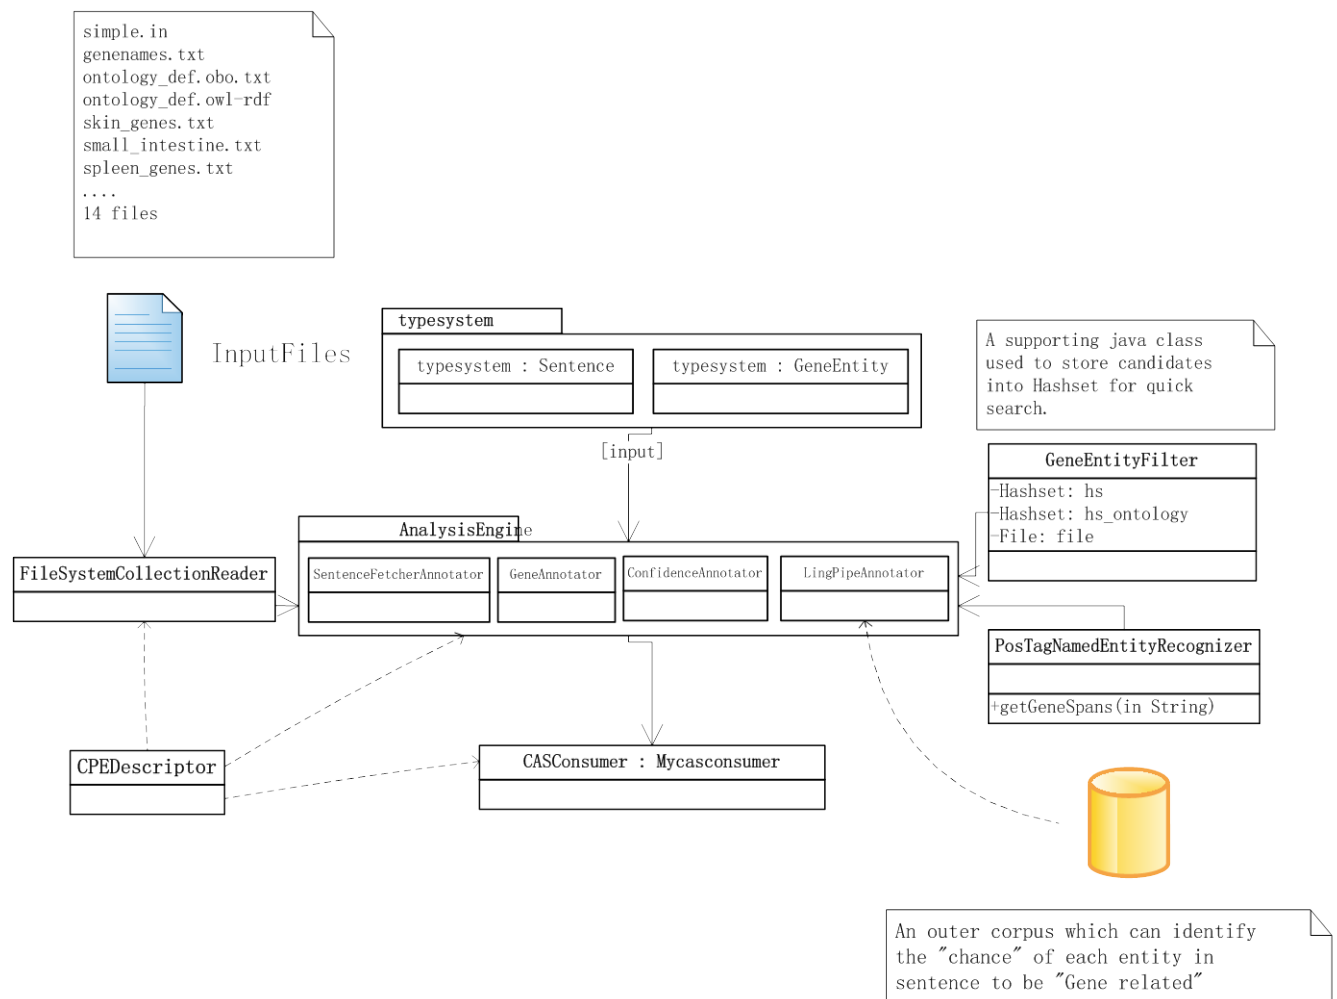 simple.in
genenames.txt
ontology_def.obo.txt
ontology_def.owl-rdf
skin_genes.txt
small_intestine.txt
spleen_genes.txt
....
14 files
InputFiles
typesystem
typesystem : Sentence
typesystem : GeneEntity
[input]
A supporting java class
used to store candidates
into Hashset for quick
search.
GeneEntityFilter
-Hashset: hs
-Hashset: hs_ontology
-File: file
AnalysisEngine
SentenceFetcherAnnotator
GeneAnnotator
ConfidenceAnnotator
LingPipeAnnotator
FileSystemCollectionReader
PosTagNamedEntityRecognizer
+getGeneSpans(in String)
CPEDescriptor
CASConsumer : Mycasconsumer
An outer corpus which can identify
the "chance" of each entity in
sentence to be "Gene related"